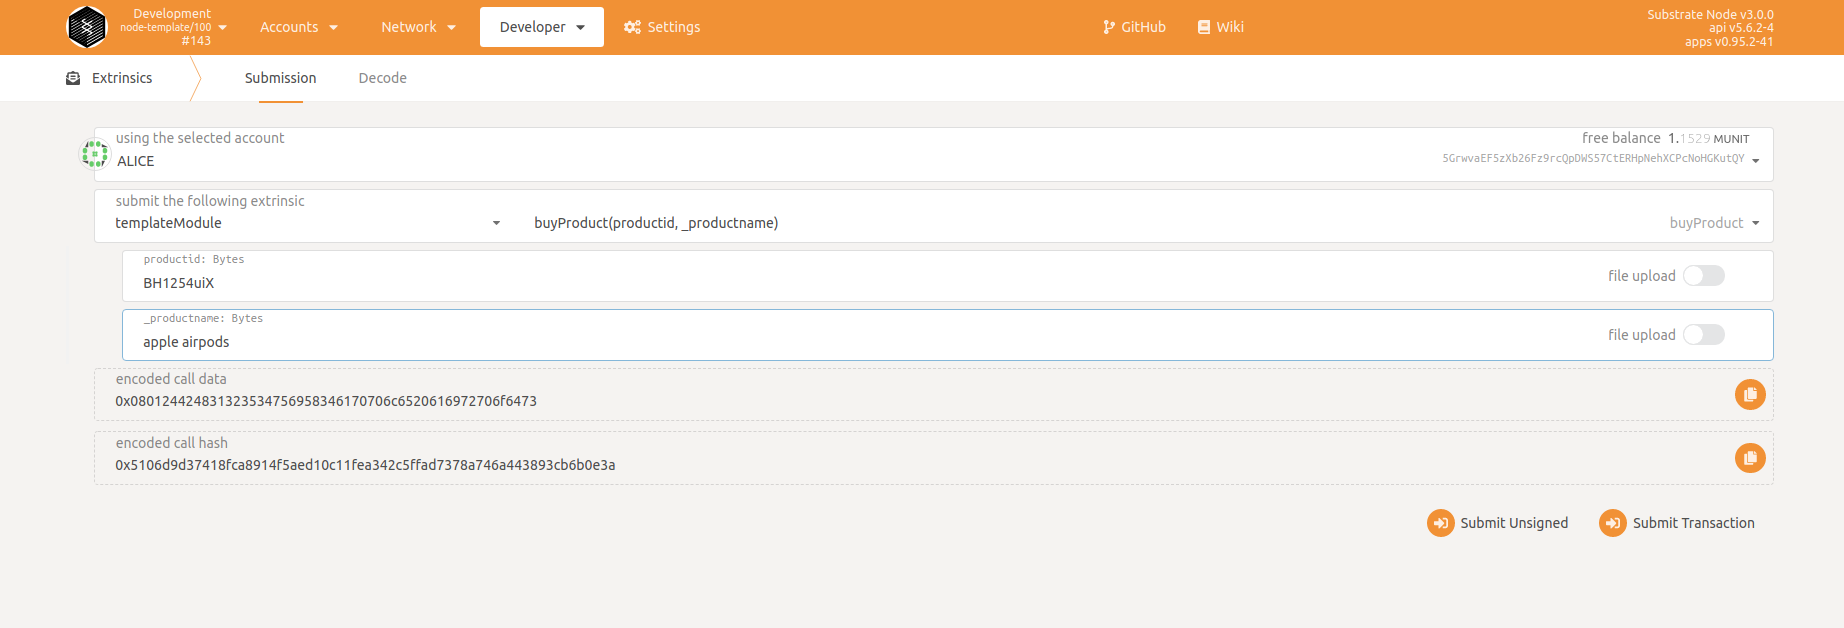 Development
node-template/100
#143
Accounts
Network
Developer
Settings
GitHub
Wiki
Substrate Node v3.0.0
api v5.6.2-4
apps v0.95.2-41
Extrinsics
Submission
Decode
using the selected account
ALICE
free balance 1.1529 MUNIT
5GrwvaEF5zXb26Fz9rcQpDWS57CtERHpNehXCPcNoHGKutQY
submit the following extrinsic
templateModule
buyProduct(productid, _productname)
buyProduct
productid: Bytes
BH1254uiX
file upload
_productname: Bytes
apple airpods
file upload
encoded call data
0x080124424831323534756958346170706c6520616972706f6473
encoded call hash
0x5106d9d37418fca8914f5aed10c11fea342c5ffad7378a746a443893cb6b0e3a
Submit Unsigned
Submit Transaction